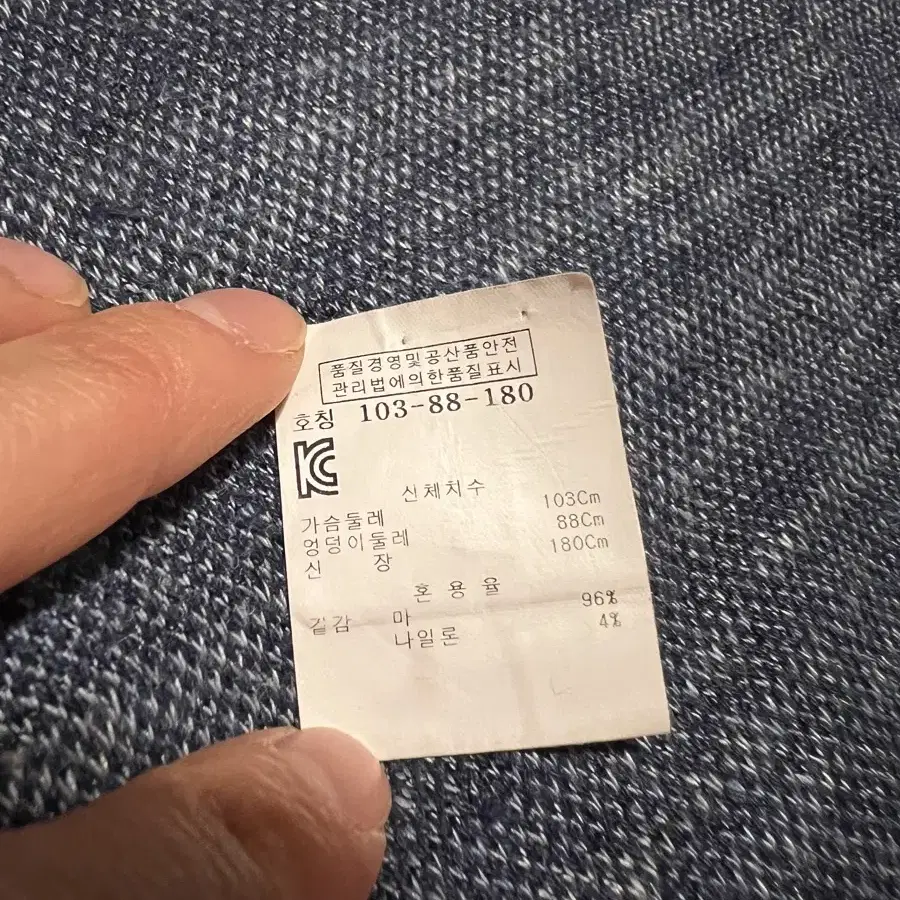 품질경영및공산품안전
관리법에의한품질표시
호칭 103-88-180
KC
신체치수
가슴둘레 103Cm
엉덩이둘레 88Cm
신 장 180Cm
혼 용 율
겉감 마 96%
나일론 4%